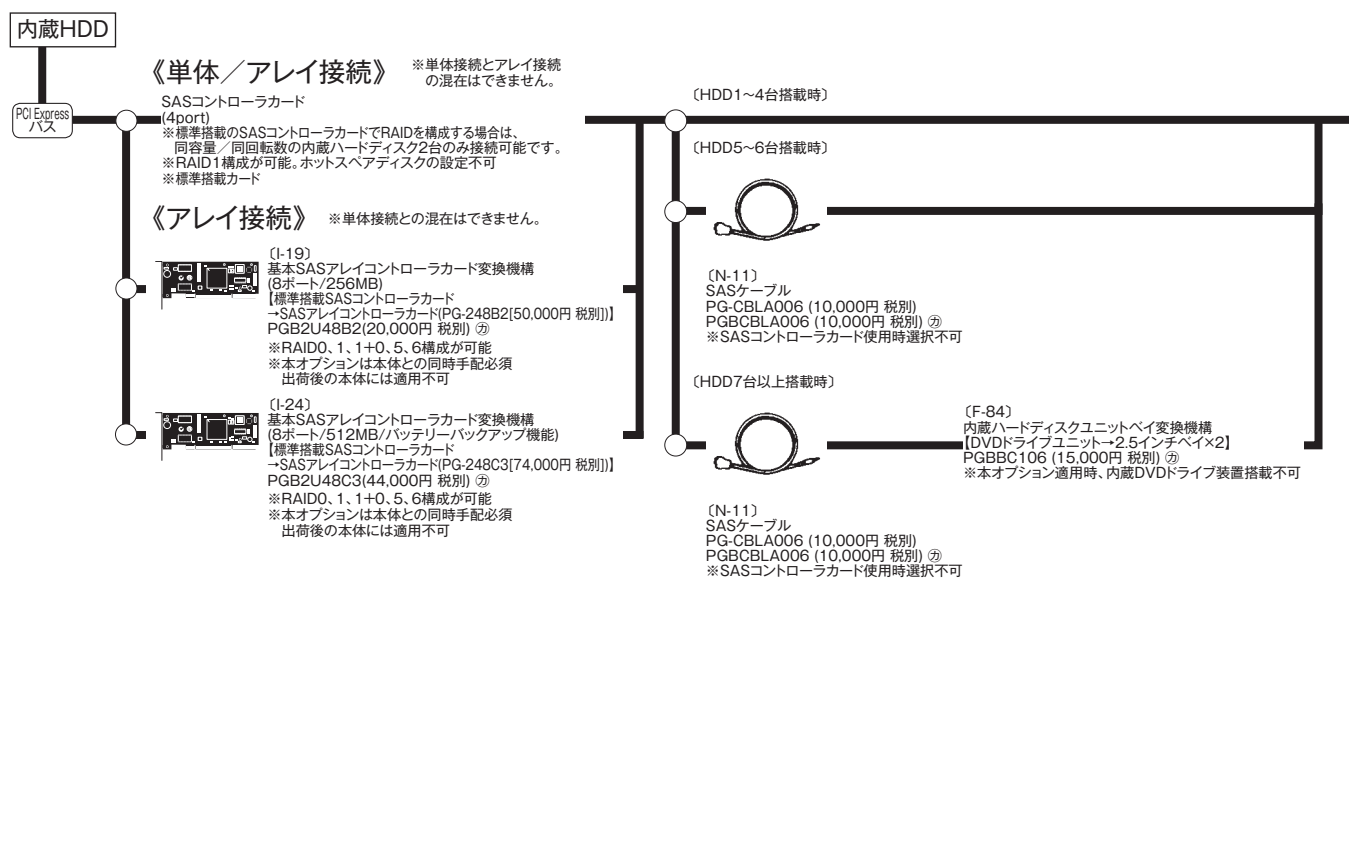 内蔵HDD
PCI Express
バス
《単体／アレイ接続》
※単体接続とアレイ接続
の混在はできません。
SASコントローラカード
(4port)
※標準搭載のSASコントローラカードでRAIDを構成する場合は、
同容量／同回転数の内蔵ハードディスク2台のみ接続可能です。
※RAID1構成が可能。ホットスペアディスクの設定不可
※標準搭載カード
《アレイ接続》
※単体接続との混在はできません。
〔I-19〕
基本SASアレイコントローラカード変換機構
(8ポート/256MB)
【標準搭載SASコントローラカード
→SASアレイコントローラカード(PG-248B2[50,000円 税別])】
PGB2U48B2(20,000円 税別) ㋕
※RAID0、1、1+0、5、6構成が可能
※本オプションは本体との同時手配必須
出荷後の本体には適用不可
〔I-24〕
基本SASアレイコントローラカード変換機構
(8ポート/512MB/バッテリーバックアップ機能)
【標準搭載SASコントローラカード
→SASアレイコントローラカード(PG-248C3[74,000円 税別])】
PGB2U48C3(44,000円 税別) ㋕
※RAID0、1、1+0、5、6構成が可能
※本オプションは本体との同時手配必須
出荷後の本体には適用不可
〔HDD1～4台搭載時〕
〔HDD5～6台搭載時〕
〔N-11〕
SASケーブル
PG-CBLA006 (10,000円 税別)
PGBCBLA006 (10,000円 税別) ㋕
※SASコントローラカード使用時選択不可
〔HDD7台以上搭載時〕
〔N-11〕
SASケーブル
PG-CBLA006 (10,000円 税別)
PGBCBLA006 (10,000円 税別) ㋕
※SASコントローラカード使用時選択不可
〔F-84〕
内蔵ハードディスクユニットベイ変換機構
【DVDドライブユニット→2.5インチベイ×2】
PGBBC106 (15,000円 税別) ㋕
※本オプション適用時、内蔵DVDドライブ装置搭載不可